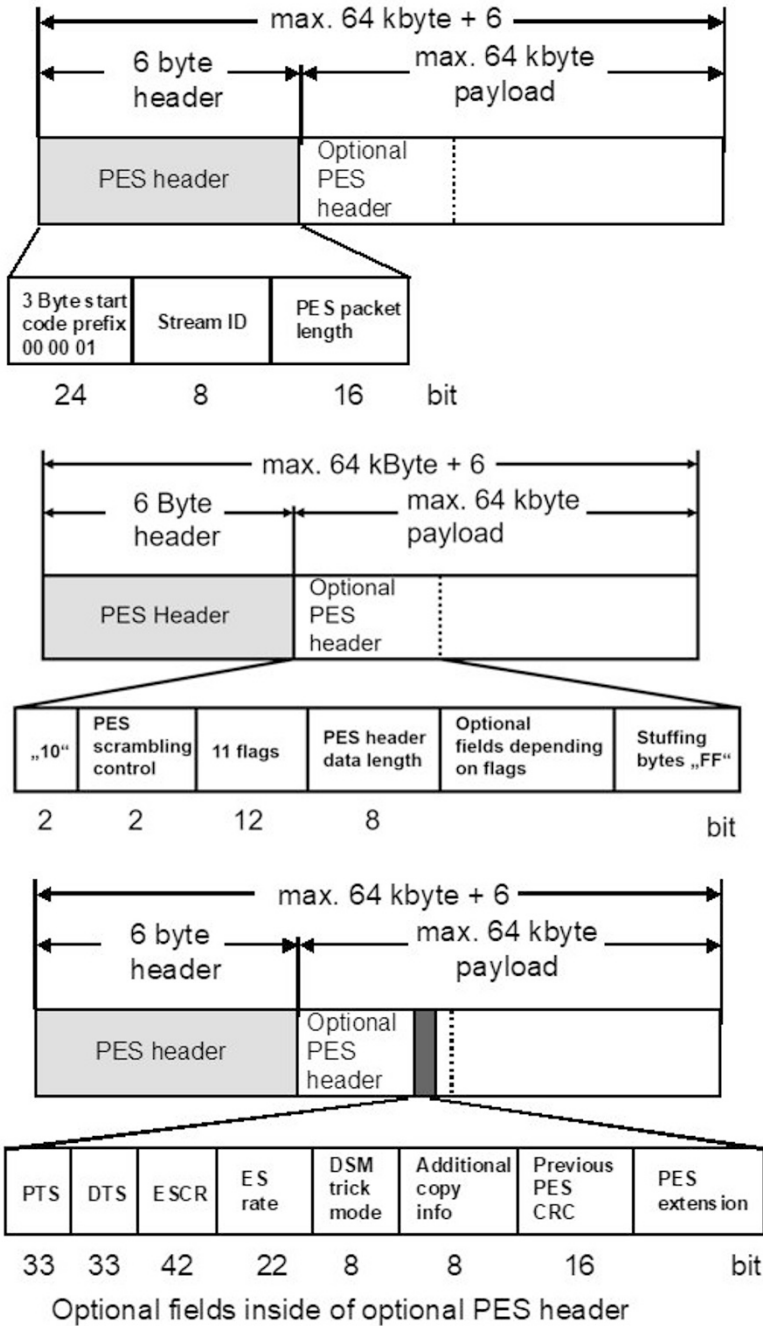 max. 64 kbyte + 6
6 byte
header
max. 64 kbyte
payload
PES header
Optional
PES
header
3 Byte start
code prefix
00 00 01
Stream ID
PES packet
length
24 8 16 bit
max. 64 kByte + 6
6 Byte
header
max. 64 kbyte
payload
PES Header
Optional
PES
header
„10“
PES
scrambling
control
11 flags
PES header
data length
Optional
fields depending
on flags
Stuffing
bytes „FF“
2 2 12 8 bit
max. 64 kbyte + 6
6 byte
header
max. 64 kbyte
payload
PES header
Optional
PES
header
PTS
DTS
ESCR
ES
rate
DSM
trick
mode
Additional
copy
info
Previous
PES
CRC
PES
extension
33 33 42 22 8 8 16 bit
Optional fields inside of optional PES header